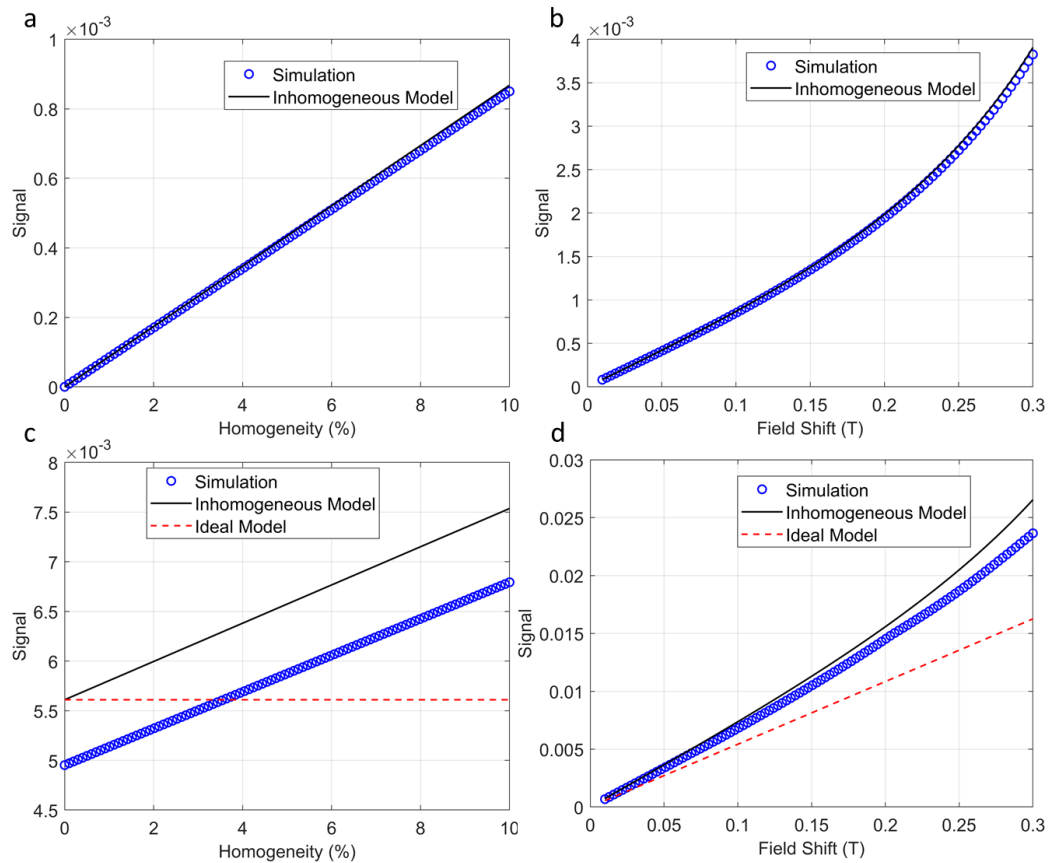 a
×10⁻³
1
0.8
0.6
0.4
0.2
0
0 2 4 6 8 10
Homogeneity (%)
Signal
Simulation
Inhomogeneous Model
b
×10⁻³
4
3.5
3
2.5
2
1.5
1
0.5
0
0 0.05 0.1 0.15 0.2 0.25 0.3
Field Shift (T)
Signal
Simulation
Inhomogeneous Model
c
×10⁻³
8
7.5
7
6.5
6
5.5
5
4.5
0 2 4 6 8 10
Homogeneity (%)
Signal
Simulation
Inhomogeneous Model
Ideal Model
d
0.03
0.025
0.02
0.015
0.01
0.005
0
0 0.05 0.1 0.15 0.2 0.25 0.3
Field Shift (T)
Signal
Simulation
Inhomogeneous Model
Ideal Model